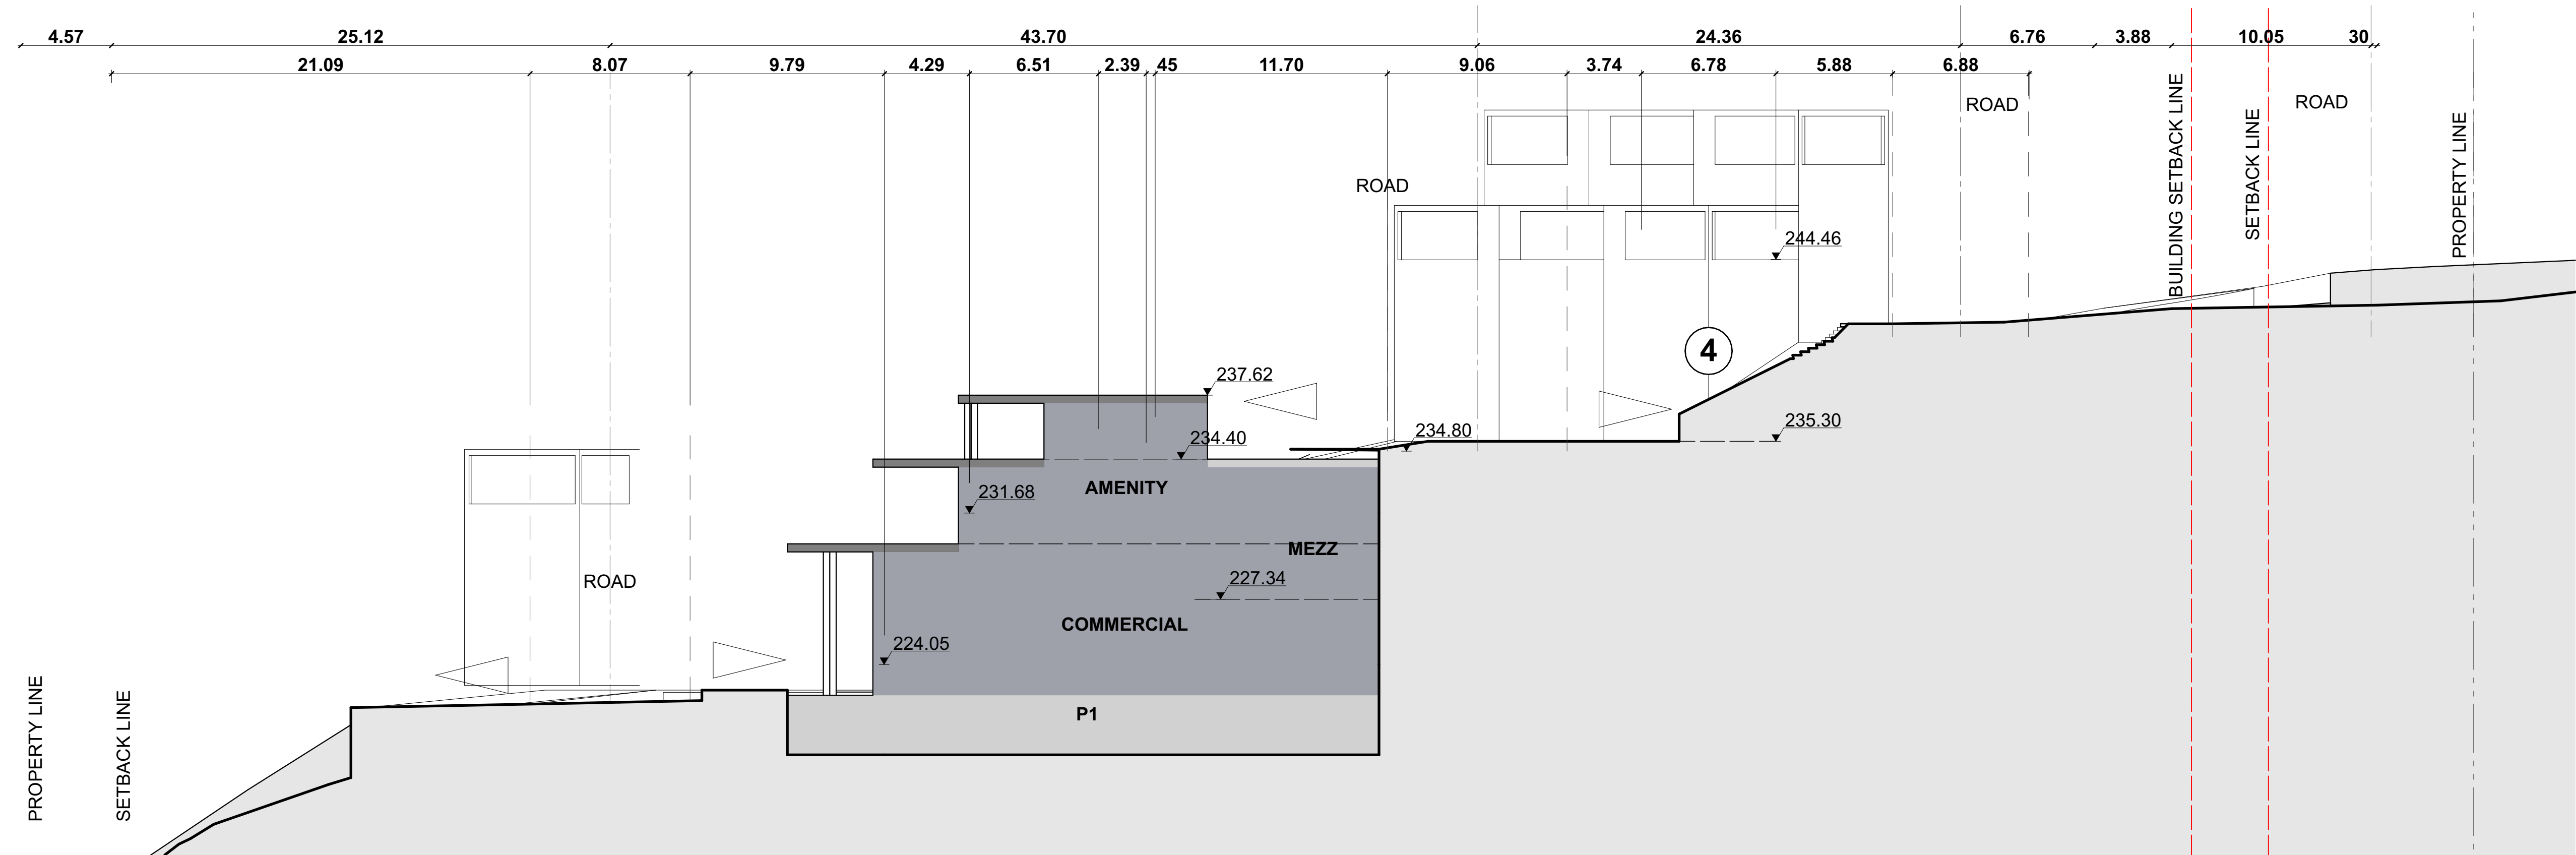 4.57 25.12 43.70 24.36 6.76 3.88 10.05 30
21.09 8.07 9.79 4.29 6.51 2.39 45 11.70 9.06 3.74 6.78 5.88 6.88
ROAD
ROAD
BUILDING SETBACK LINE
SETBACK LINE
PROPERTY LINE
ROAD
244.46
4
237.62
234.40
234.80
235.30
AMENITY
231.68
MEZZ
ROAD
227.34
COMMERCIAL
224.05
P1
PROPERTY LINE
SETBACK LINE